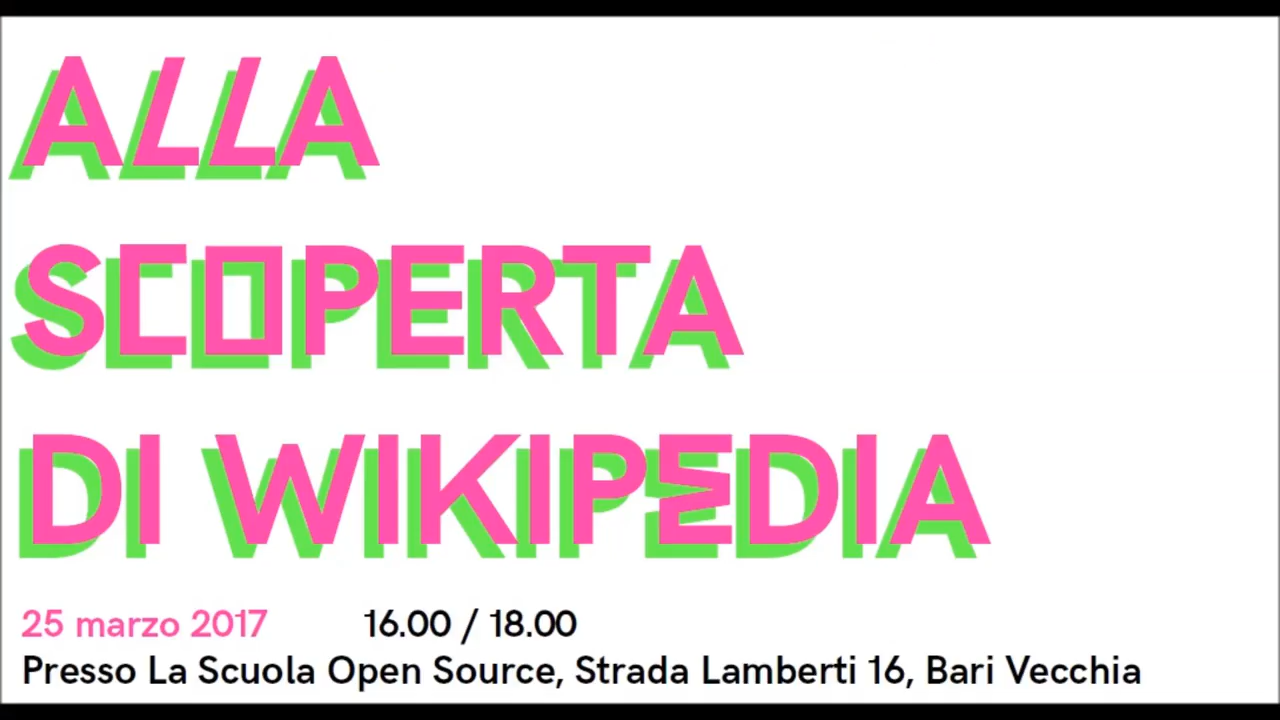 ALLA
SCOPERTA
DI WIKIPEDIA
25 marzo 2017 16.00 / 18.00
Presso La Scuola Open Source, Strada Lamberti 16, Bari Vecchia